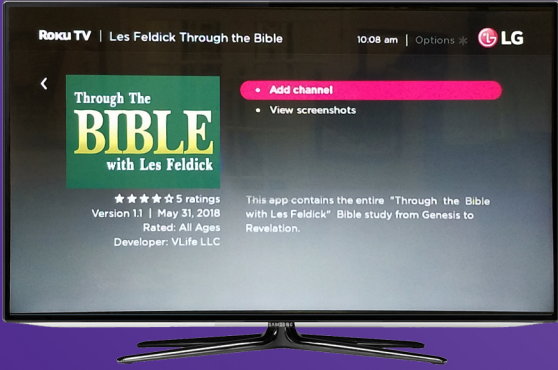 ROKU TV | Les Feldick Through the Bible
10:08 am | Options ✱ LG LG
Through The
BIBLE
with Les Feldick
• Add channel
• View screenshots
★★★★☆ 5 ratings
Version 1.1 | May 31, 2018
Rated: All Ages
Developer: VLife LLC
This app contains the entire "Through the Bible
with Les Feldick" Bible study from Genesis to
Revelation.
SAMSUNG